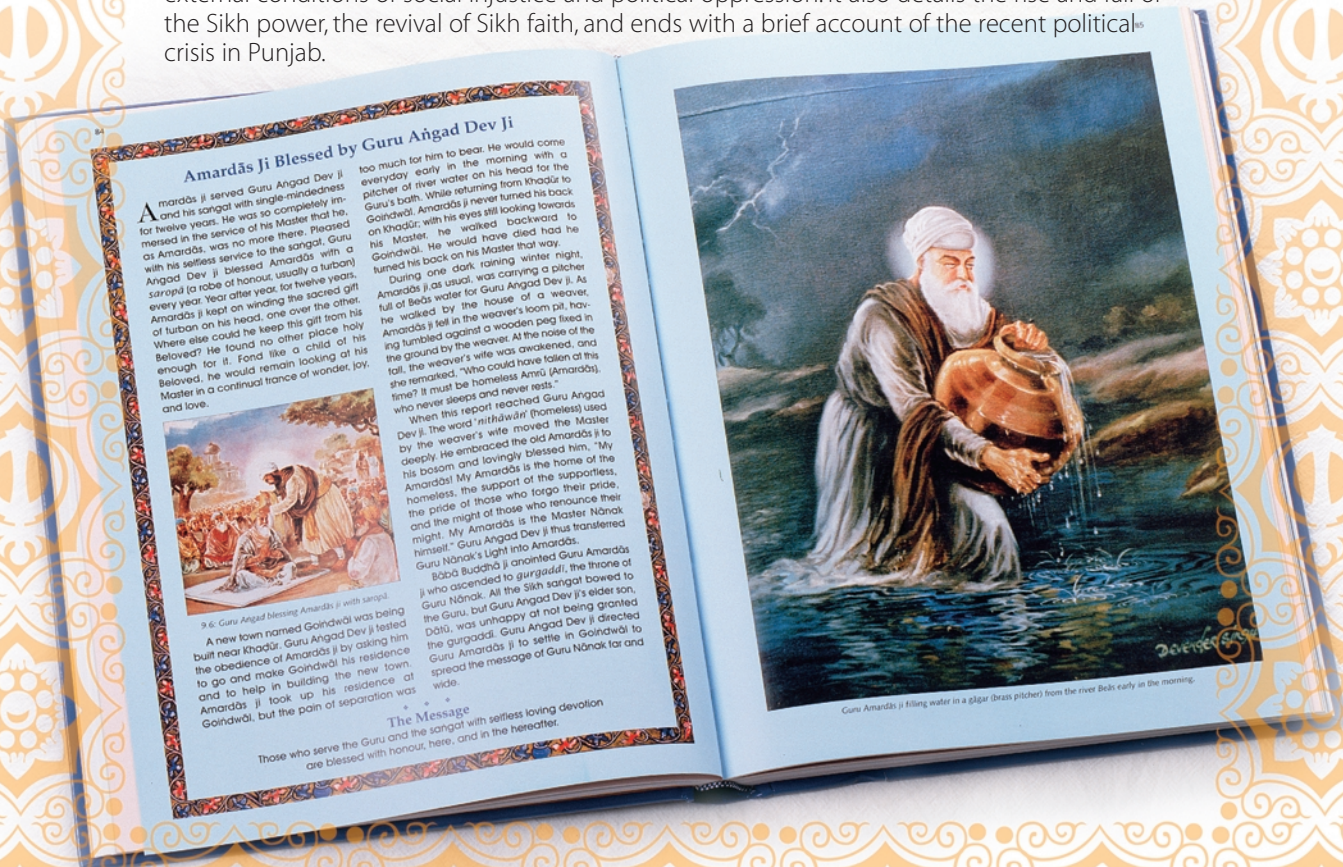 external conditions of social injustice and political oppression. It also details the rise and fall of
the Sikh power, the revival of Sikh faith, and ends with a brief account of the recent political
crisis in Punjab.
84
Amardās Ji Blessed by Guru Aṅgad Dev Ji
Amardās ji served Guru Angad Dev ji
and his sangat with single-mindedness
for twelve years. He was so completely im-
mersed in the service of his Master that he,
as Amardās, was no more there. Pleased
with his selfless service to the sangat, Guru
Angad Dev ji blessed Amardās with a
saropā (a robe of honour, usually a turban)
every year. Year after year, for twelve years,
Amardās ji kept on winding the sacred gift
of turban on his head, one over the other.
Where else could he keep this gift from his
Beloved? He found no other place holy
enough for it. Fond like a child of his
Beloved, he would remain looking at his
Master in a continual trance of wonder, joy,
and love.
9.6: Guru Angad blessing Amardās ji with saropā.
A new town named Goindwāl was being
built near Khaḍūr. Guru Angad Dev ji tested
the obedience of Amardās ji by asking him
to go and make Goindwāl his residence
and to help in building the new town.
Amardās ji took up his residence at
Goindwāl, but the pain of separation was
too much for him to bear. He would come
everyday early in the morning with a
pitcher of river water on his head for the
Guru's bath. While returning from Khaḍūr to
Goindwāl, Amardās ji never turned his back
on Khaḍūr; with his eyes still looking towards
his Master, he walked backward to
Goindwāl. He would have died had he
turned his back on his Master that way.
During one dark raining winter night,
Amardās ji,as usual, was carrying a pitcher
full of Beās water for Guru Angad Dev ji. As
he walked by the house of a weaver,
Amardās ji fell in the weaver's loom pit, hav-
ing tumbled against a wooden peg fixed in
the ground by the weaver. At the noise of the
fall, the weaver's wife was awakened, and
she remarked, "Who could have fallen at this
time? It must be homeless Amrū (Amardās),
who never sleeps and never rests."
When this report reached Guru Angad
Dev ji. The word 'nithāwān' (homeless) used
by the weaver's wife moved the Master
deeply. He embraced the old Amardās ji to
his bosom and lovingly blessed him, "My
Amardās! My Amardās is the home of the
homeless, the support of the supportless,
the pride of those who forgo their pride,
and the might of those who renounce their
might. My Amardās is the Master Nānak
himself." Guru Angad Dev ji thus transferred
Guru Nānak's Light into Amardās.
Bābā Buddhā ji anointed Guru Amardās
ji who ascended to gurgaddī, the throne of
Guru Nānak. All the Sikh sangat bowed to
the Guru, but Guru Angad Dev ji's elder son,
Dātū, was unhappy at not being granted
the gurgaddi. Guru Angad Dev ji directed
Guru Amardās ji to settle in Goindwāl to
spread the message of Guru Nānak far and
wide.
The Message
Those who serve the Guru and the sangat with selfless loving devotion
are blessed with honour, here, and in the hereafter.
85
Devender Singh
Guru Amardās ji filling water in a gāgar (brass pitcher) from the river Beās early in the morning.